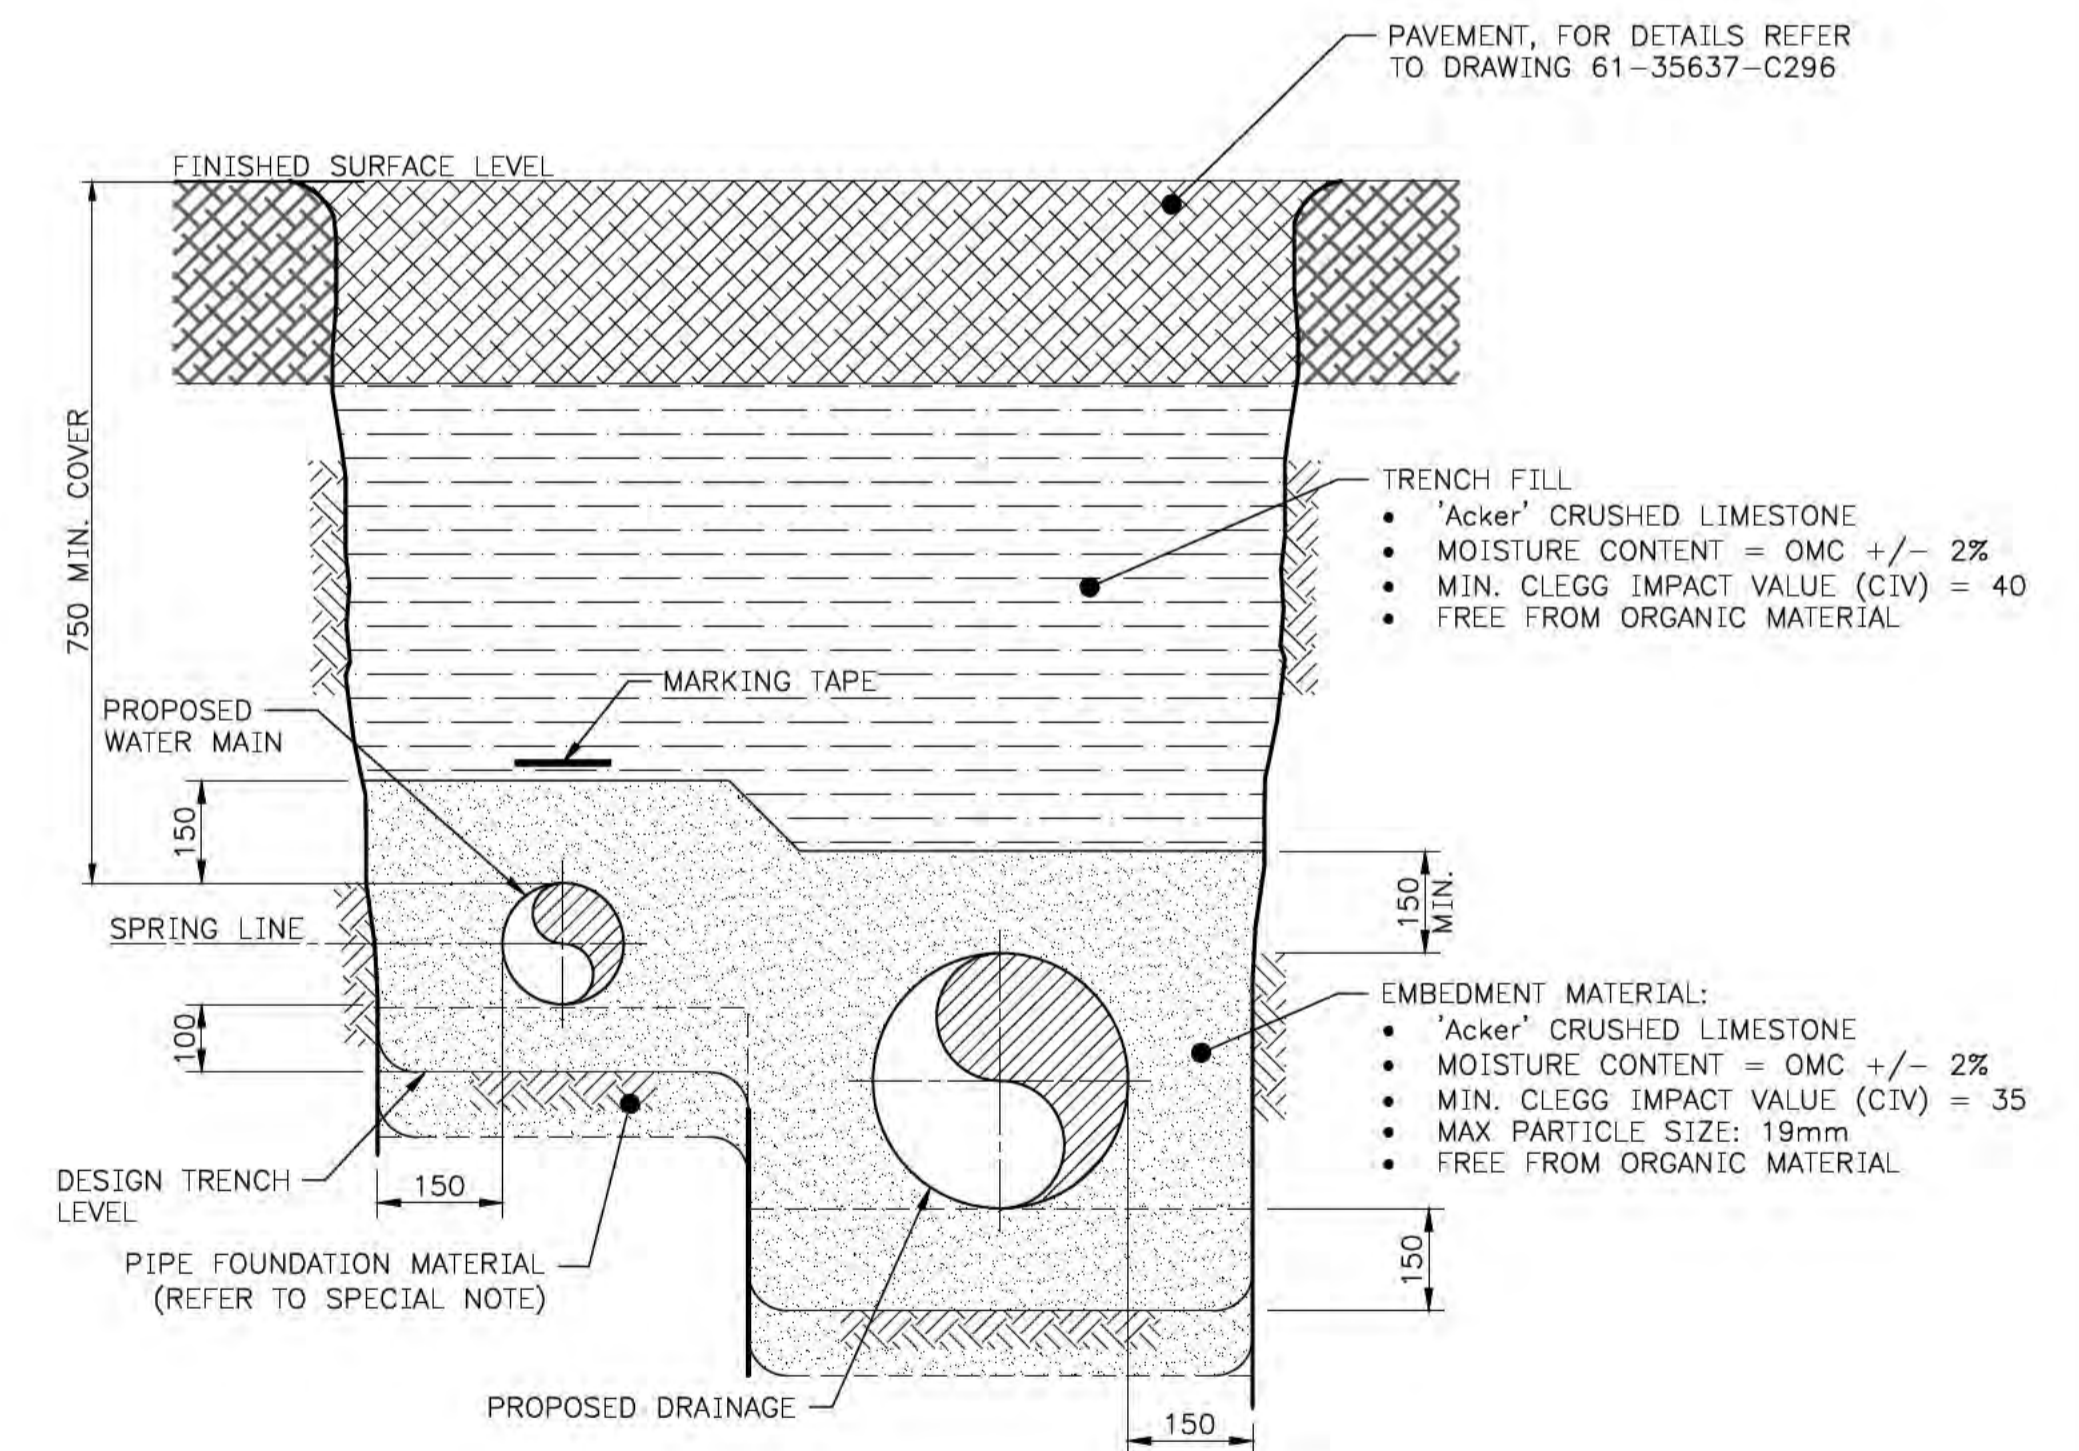 PAVEMENT, FOR DETAILS REFER
TO DRAWING 61-35637-C296
FINISHED SURFACE LEVEL
750 MIN. COVER
TRENCH FILL
• 'Acker' CRUSHED LIMESTONE
• MOISTURE CONTENT = OMC +/- 2%
• MIN. CLEGG IMPACT VALUE (CIV) = 40
• FREE FROM ORGANIC MATERIAL
MARKING TAPE
PROPOSED
WATER MAIN
150
150
MIN.
SPRING LINE
100
EMBEDMENT MATERIAL:
• 'Acker' CRUSHED LIMESTONE
• MOISTURE CONTENT = OMC +/- 2%
• MIN. CLEGG IMPACT VALUE (CIV) = 35
• MAX PARTICLE SIZE: 19mm
• FREE FROM ORGANIC MATERIAL
DESIGN TRENCH
LEVEL
150
PIPE FOUNDATION MATERIAL
(REFER TO SPECIAL NOTE)
150
PROPOSED DRAINAGE
150